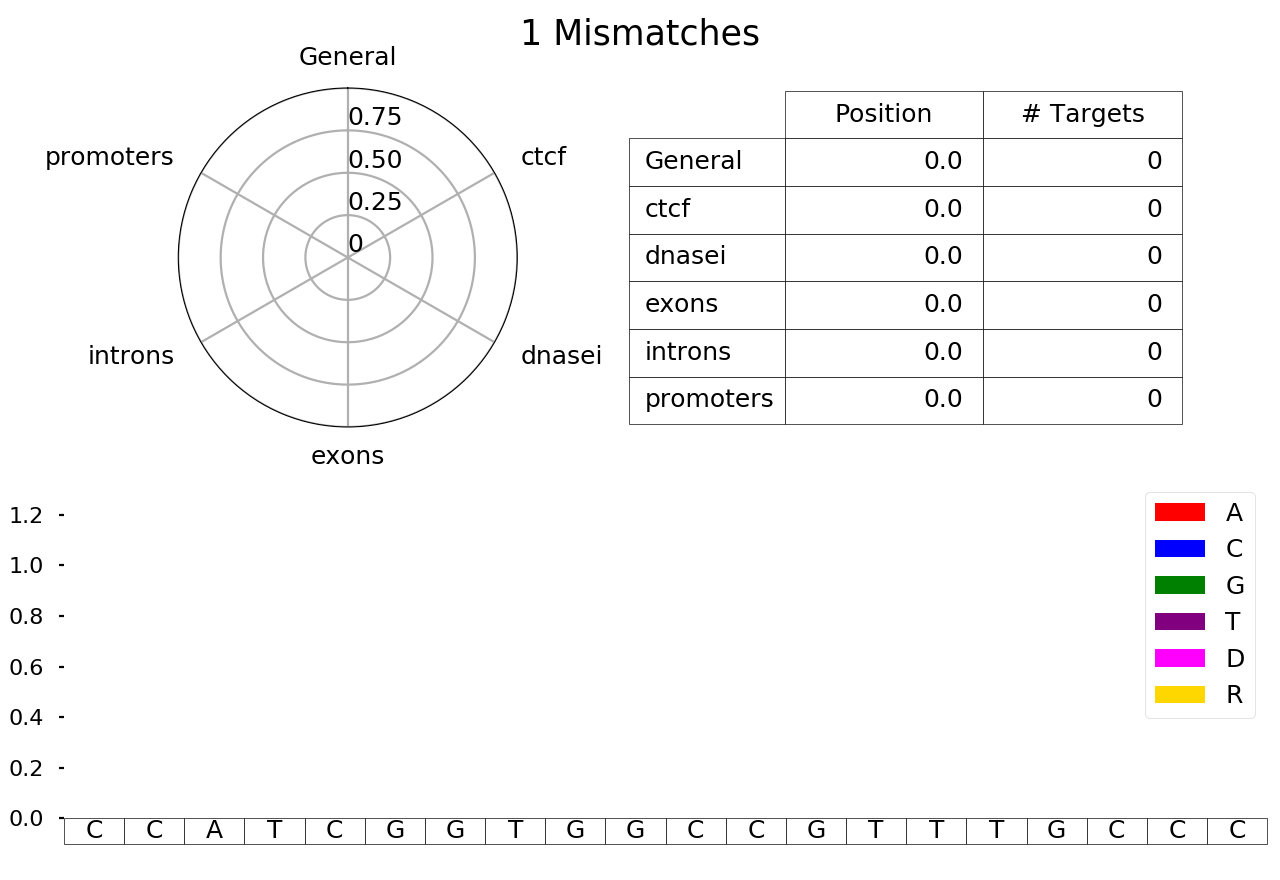 1 Mismatches
General
0.75
promoters
ctcf
0.50
0.25
0
introns
dnasei
exons
Position # Targets
General 0.0 0
ctcf 0.0 0
dnasei 0.0 0
exons 0.0 0
introns 0.0 0
promoters 0.0 0
1.2
1.0
0.8
0.6
0.4
0.2
0.0
A
C
G
T
D
R
C C A T C G G T G G C C G T T T G C C C